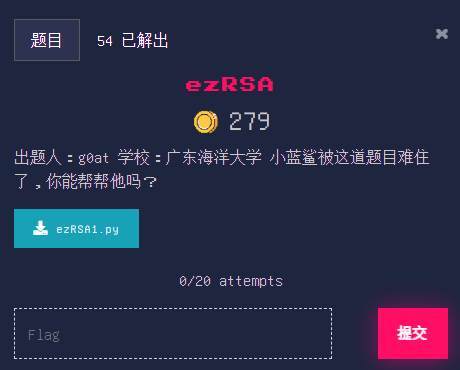 题目 54 已解出
×
ezRSA
279
出题人：g0at 学校：广东海洋大学 小蓝鲨被这道题目难住
了，你能帮帮他吗？
ezRSA1.py
0/20 attempts
Flag 提交